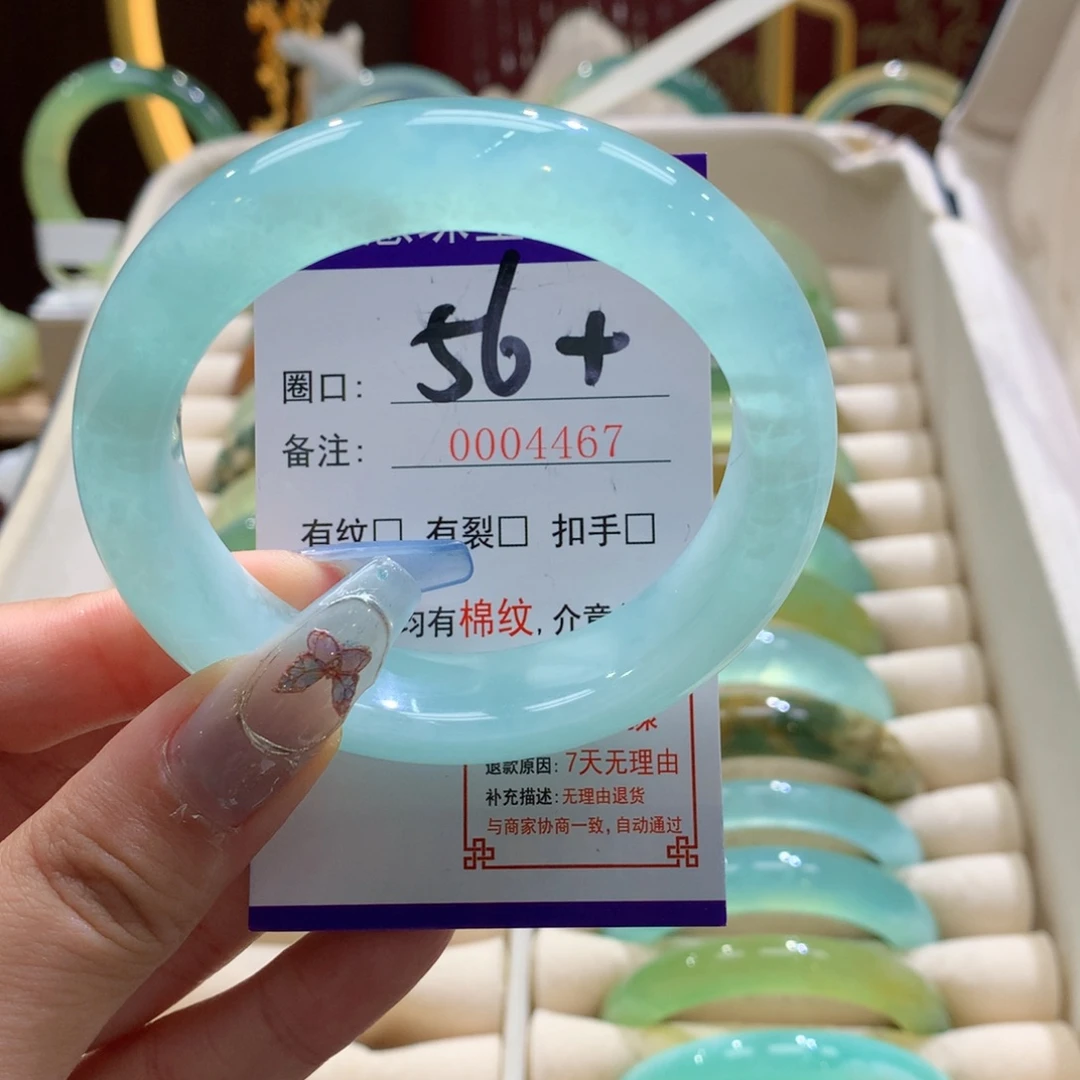 圈口: 56+
备注: 0004467
有纹□ 有裂□ 扣手□
均有棉纹, 介意
退款原因: 7天无理由
补充描述: 无理由退货
与商家协商一致, 自动通过